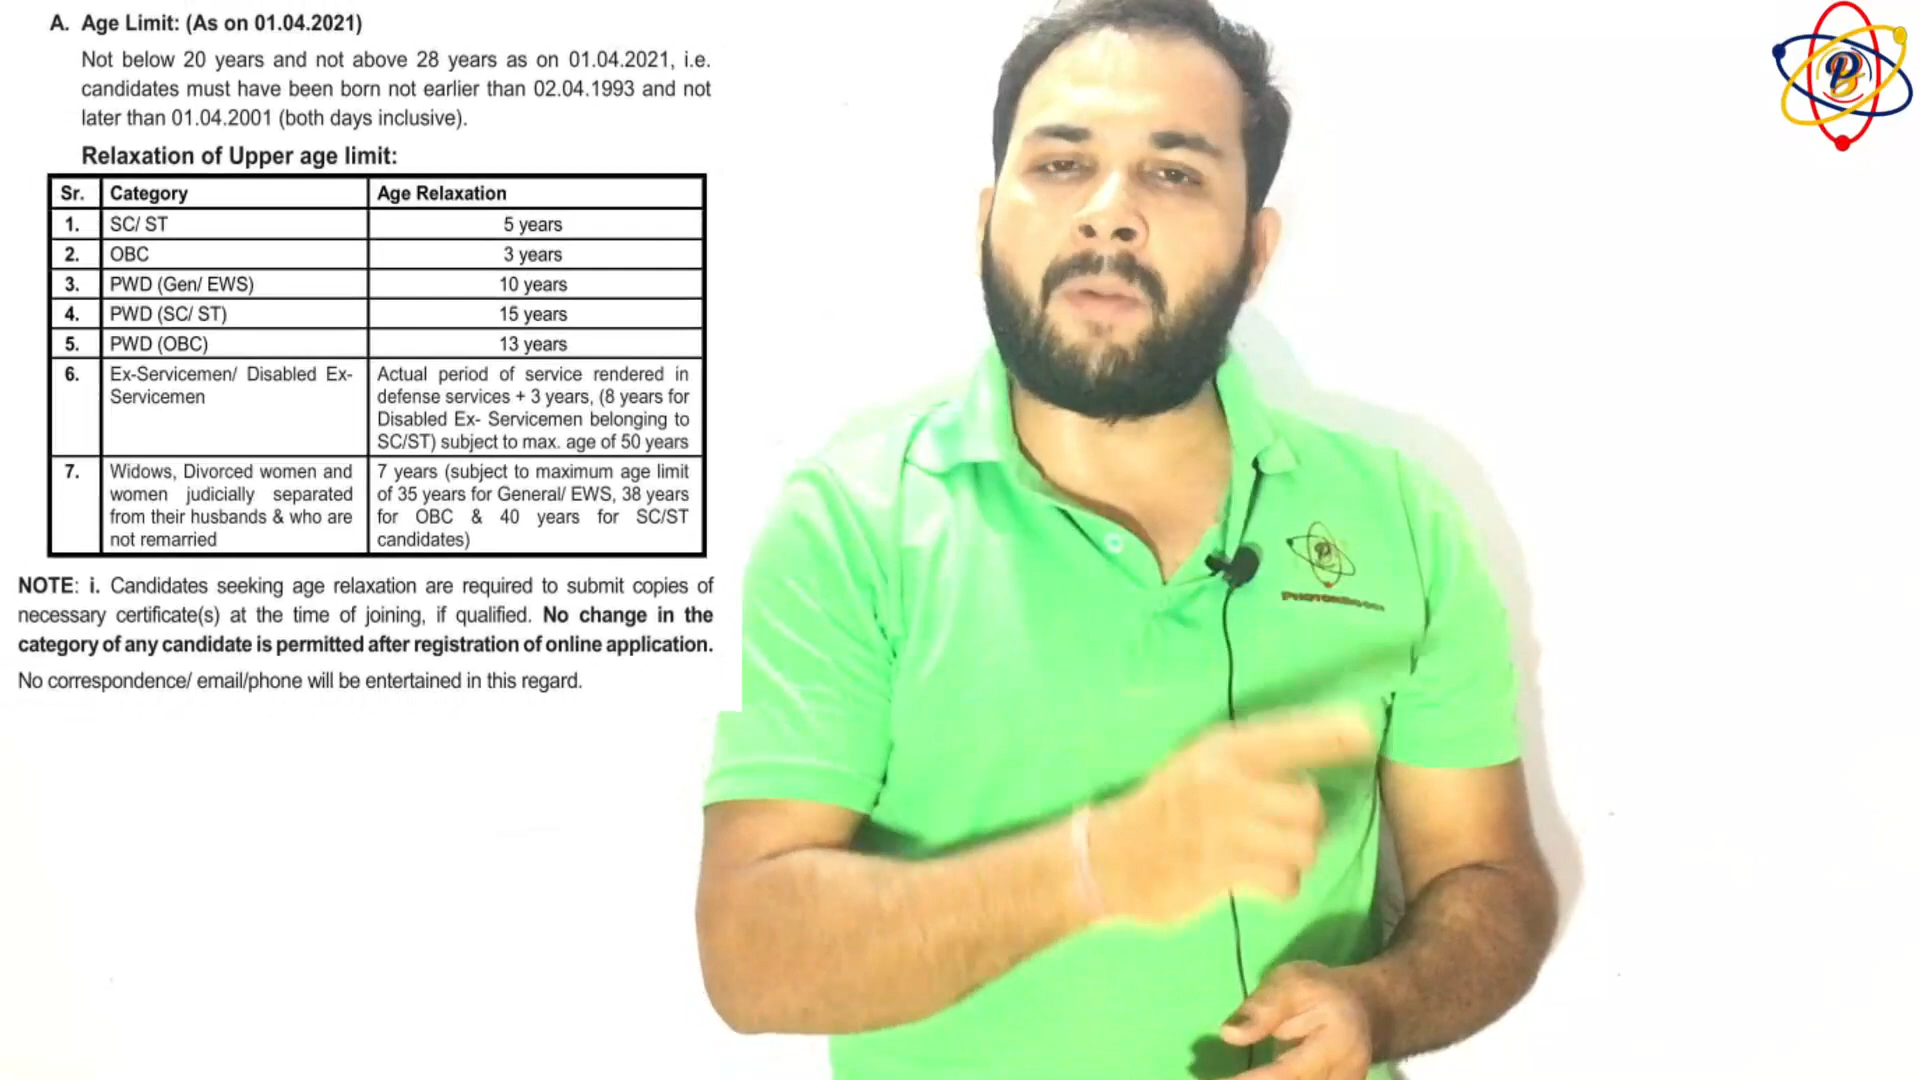 A. Age Limit: (As on 01.04.2021)
Not below 20 years and not above 28 years as on 01.04.2021, i.e.
candidates must have been born not earlier than 02.04.1993 and not
later than 01.04.2001 (both days inclusive).
Relaxation of Upper age limit:
Sr. Category Age Relaxation
1. SC/ ST 5 years
2. OBC 3 years
3. PWD (Gen/ EWS) 10 years
4. PWD (SC/ ST) 15 years
5. PWD (OBC) 13 years
6. Ex-Servicemen/ Disabled Ex- Actual period of service rendered in
Servicemen defense services + 3 years, (8 years for
Disabled Ex- Servicemen belonging to
SC/ST) subject to max. age of 50 years
7. Widows, Divorced women and 7 years (subject to maximum age limit
women judicially separated of 35 years for General/ EWS, 38 years
from their husbands & who are for OBC & 40 years for SC/ST
not remarried candidates)
NOTE: i. Candidates seeking age relaxation are required to submit copies of
necessary certificate(s) at the time of joining, if qualified. No change in the
category of any candidate is permitted after registration of online application.
No correspondence/ email/phone will be entertained in this regard.